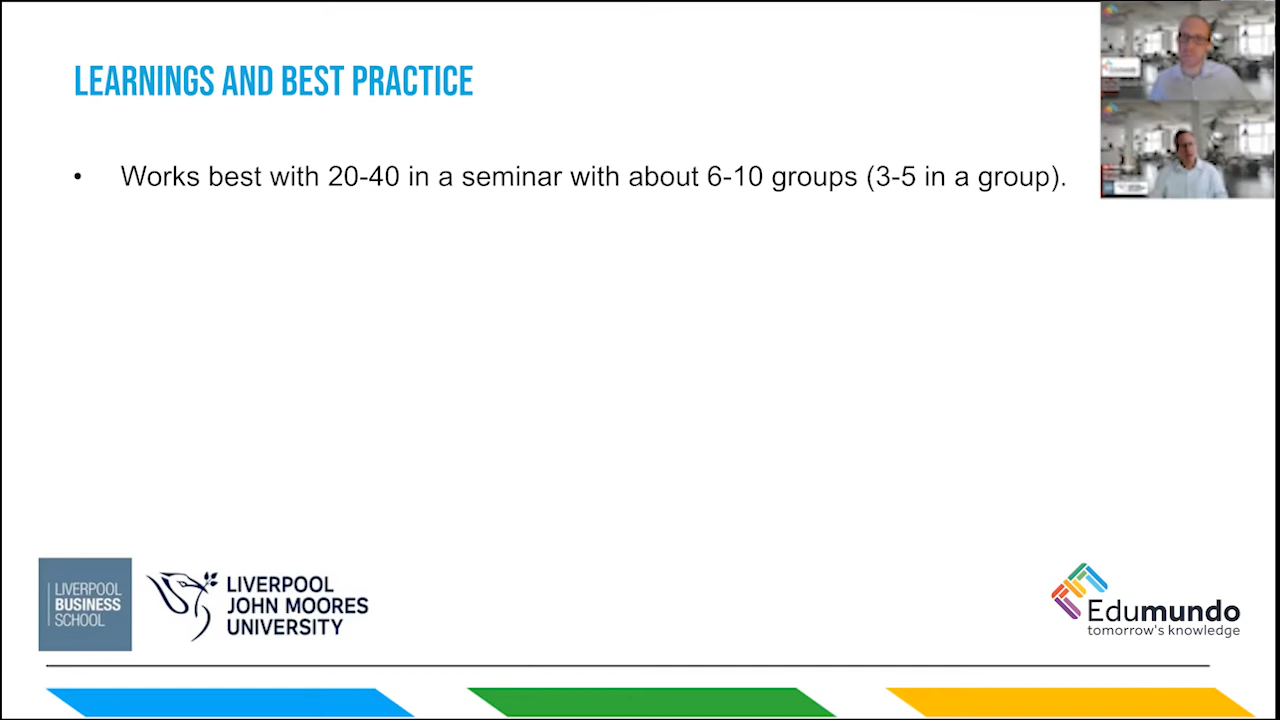 LEARNINGS AND BEST PRACTICE
• Works best with 20-40 in a seminar with about 6-10 groups (3-5 in a group).
LIVERPOOL
BUSINESS
SCHOOL
LIVERPOOL
JOHN MOORES
UNIVERSITY
Edumundo
tomorrow's knowledge